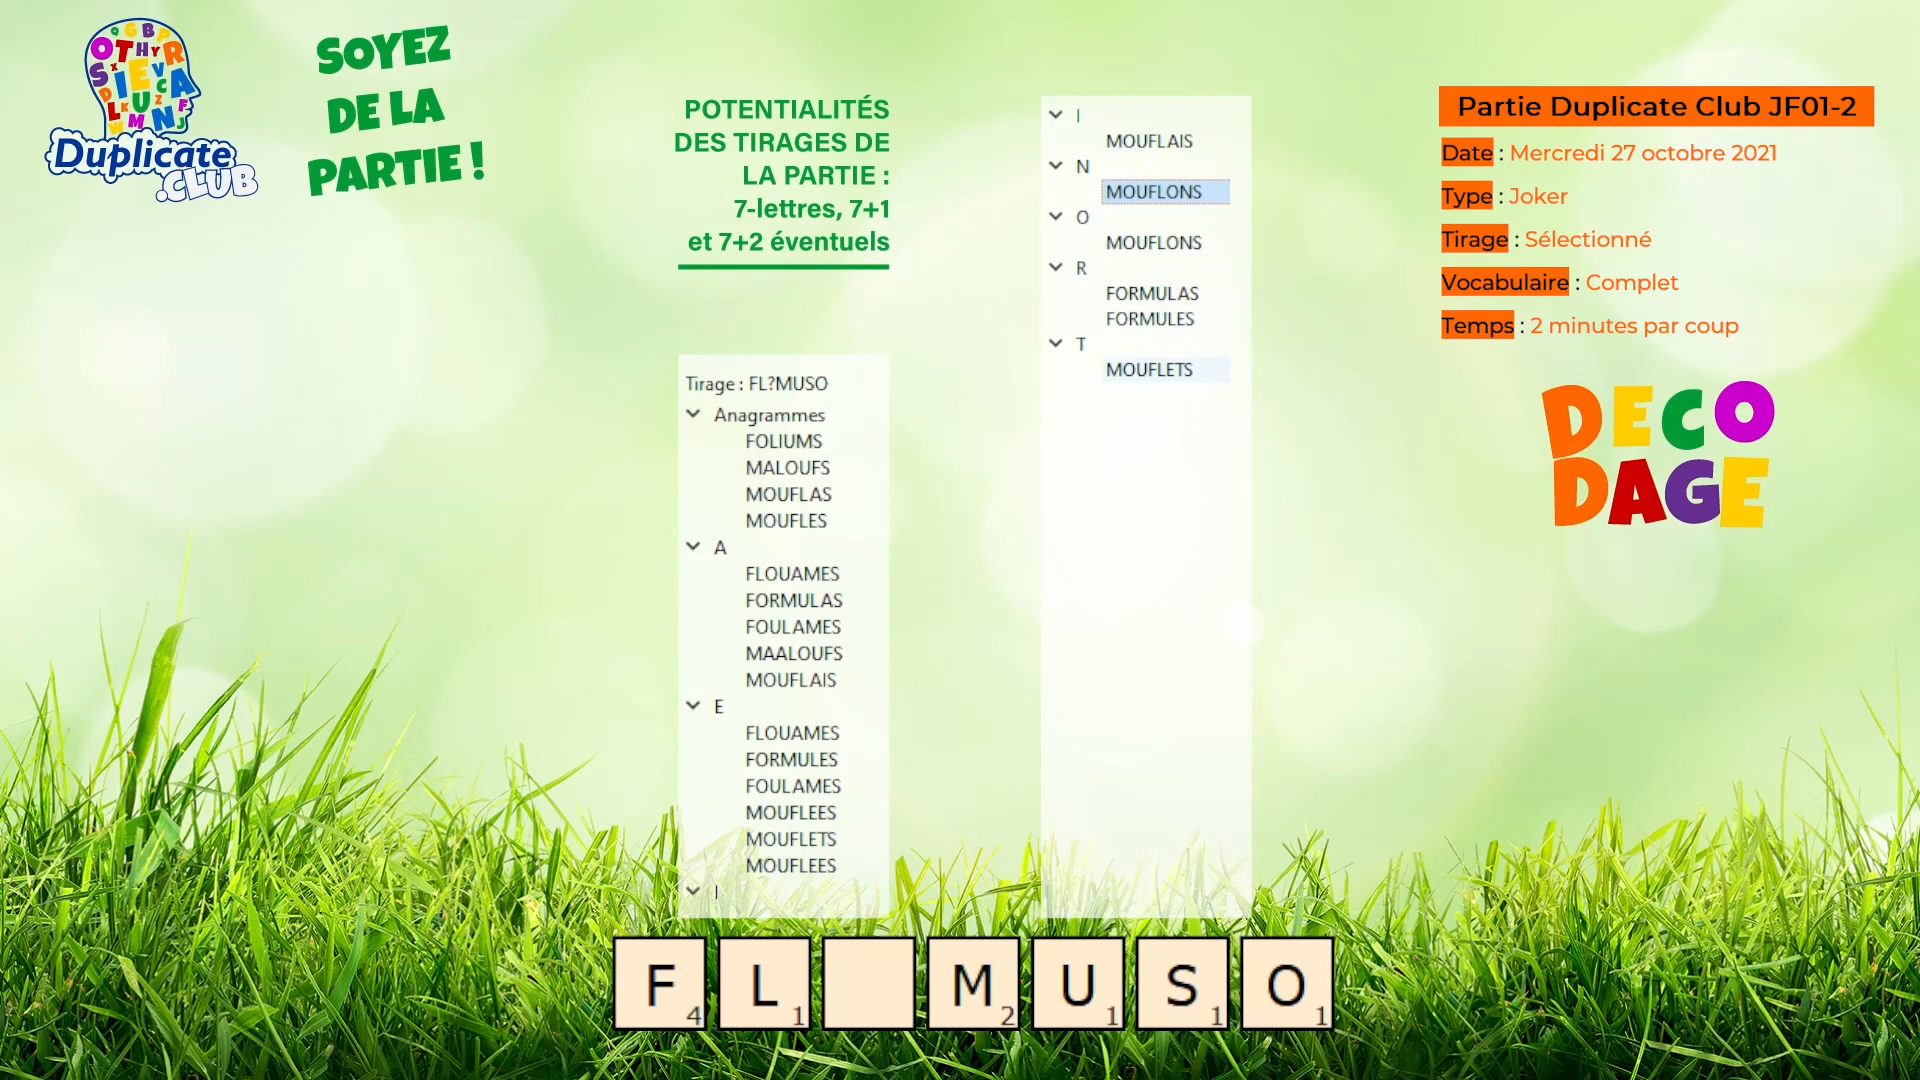 Duplicate
.CLUB
SOYEZ
DE LA
PARTIE !
POTENTIALITÉS
DES TIRAGES DE
LA PARTIE :
7-lettres, 7+1
et 7+2 éventuels
Tirage : FL?MUSO
Anagrammes
FOLIUMS
MALOUFS
MOUFLAS
MOUFLES
A
FLOUAMES
FORMULAS
FOULAMES
MAALOUFS
MOUFLAIS
E
FLOUAMES
FORMULES
FOULAMES
MOUFLEES
MOUFLETS
MOUFLEES
I
I
MOUFLAIS
N
MOUFLONS
O
MOUFLONS
R
FORMULAS
FORMULES
T
MOUFLETS
Partie Duplicate Club JF01-2
Date : Mercredi 27 octobre 2021
Type : Joker
Tirage : Sélectionné
Vocabulaire : Complet
Temps : 2 minutes par coup
DECO
DAGE
F4 L1 M2 U1 S1 O1